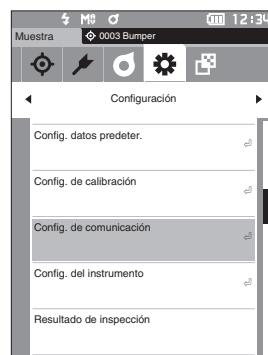 12:34
Muestra 0003 Bumper
Configuración
Config. datos predeter.
Config. de calibración
Config. de comunicación
Config. del instrumento
Resultado de inspección